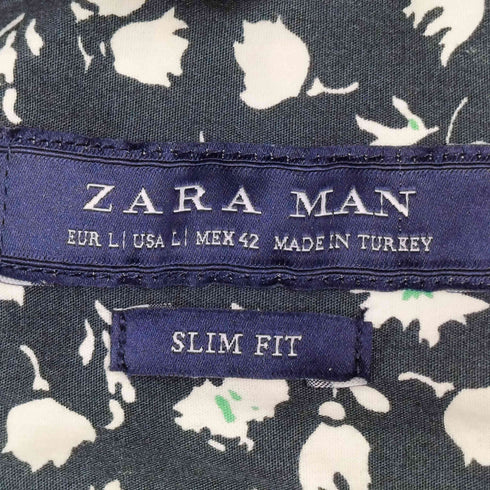 ZARA MAN
EUR L | USA L | MEX 42 MADE IN TURKEY
SLIM FIT